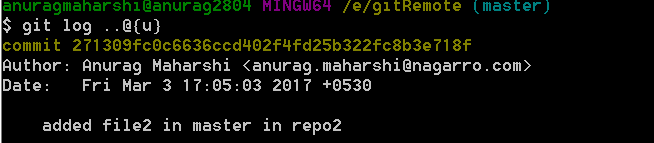 anuragmaharshi@anurag2804 MINGW64 /e/gitRemote (master)
$ git log ..@{u}
commit 271309fc0c6636ccd402f4fd25b322fc8b3e718f
Author: Anurag Maharshi <anurag.maharshi@nagarro.com>
Date:   Fri Mar 3 17:05:03 2017 +0530
    added file2 in master in repo2